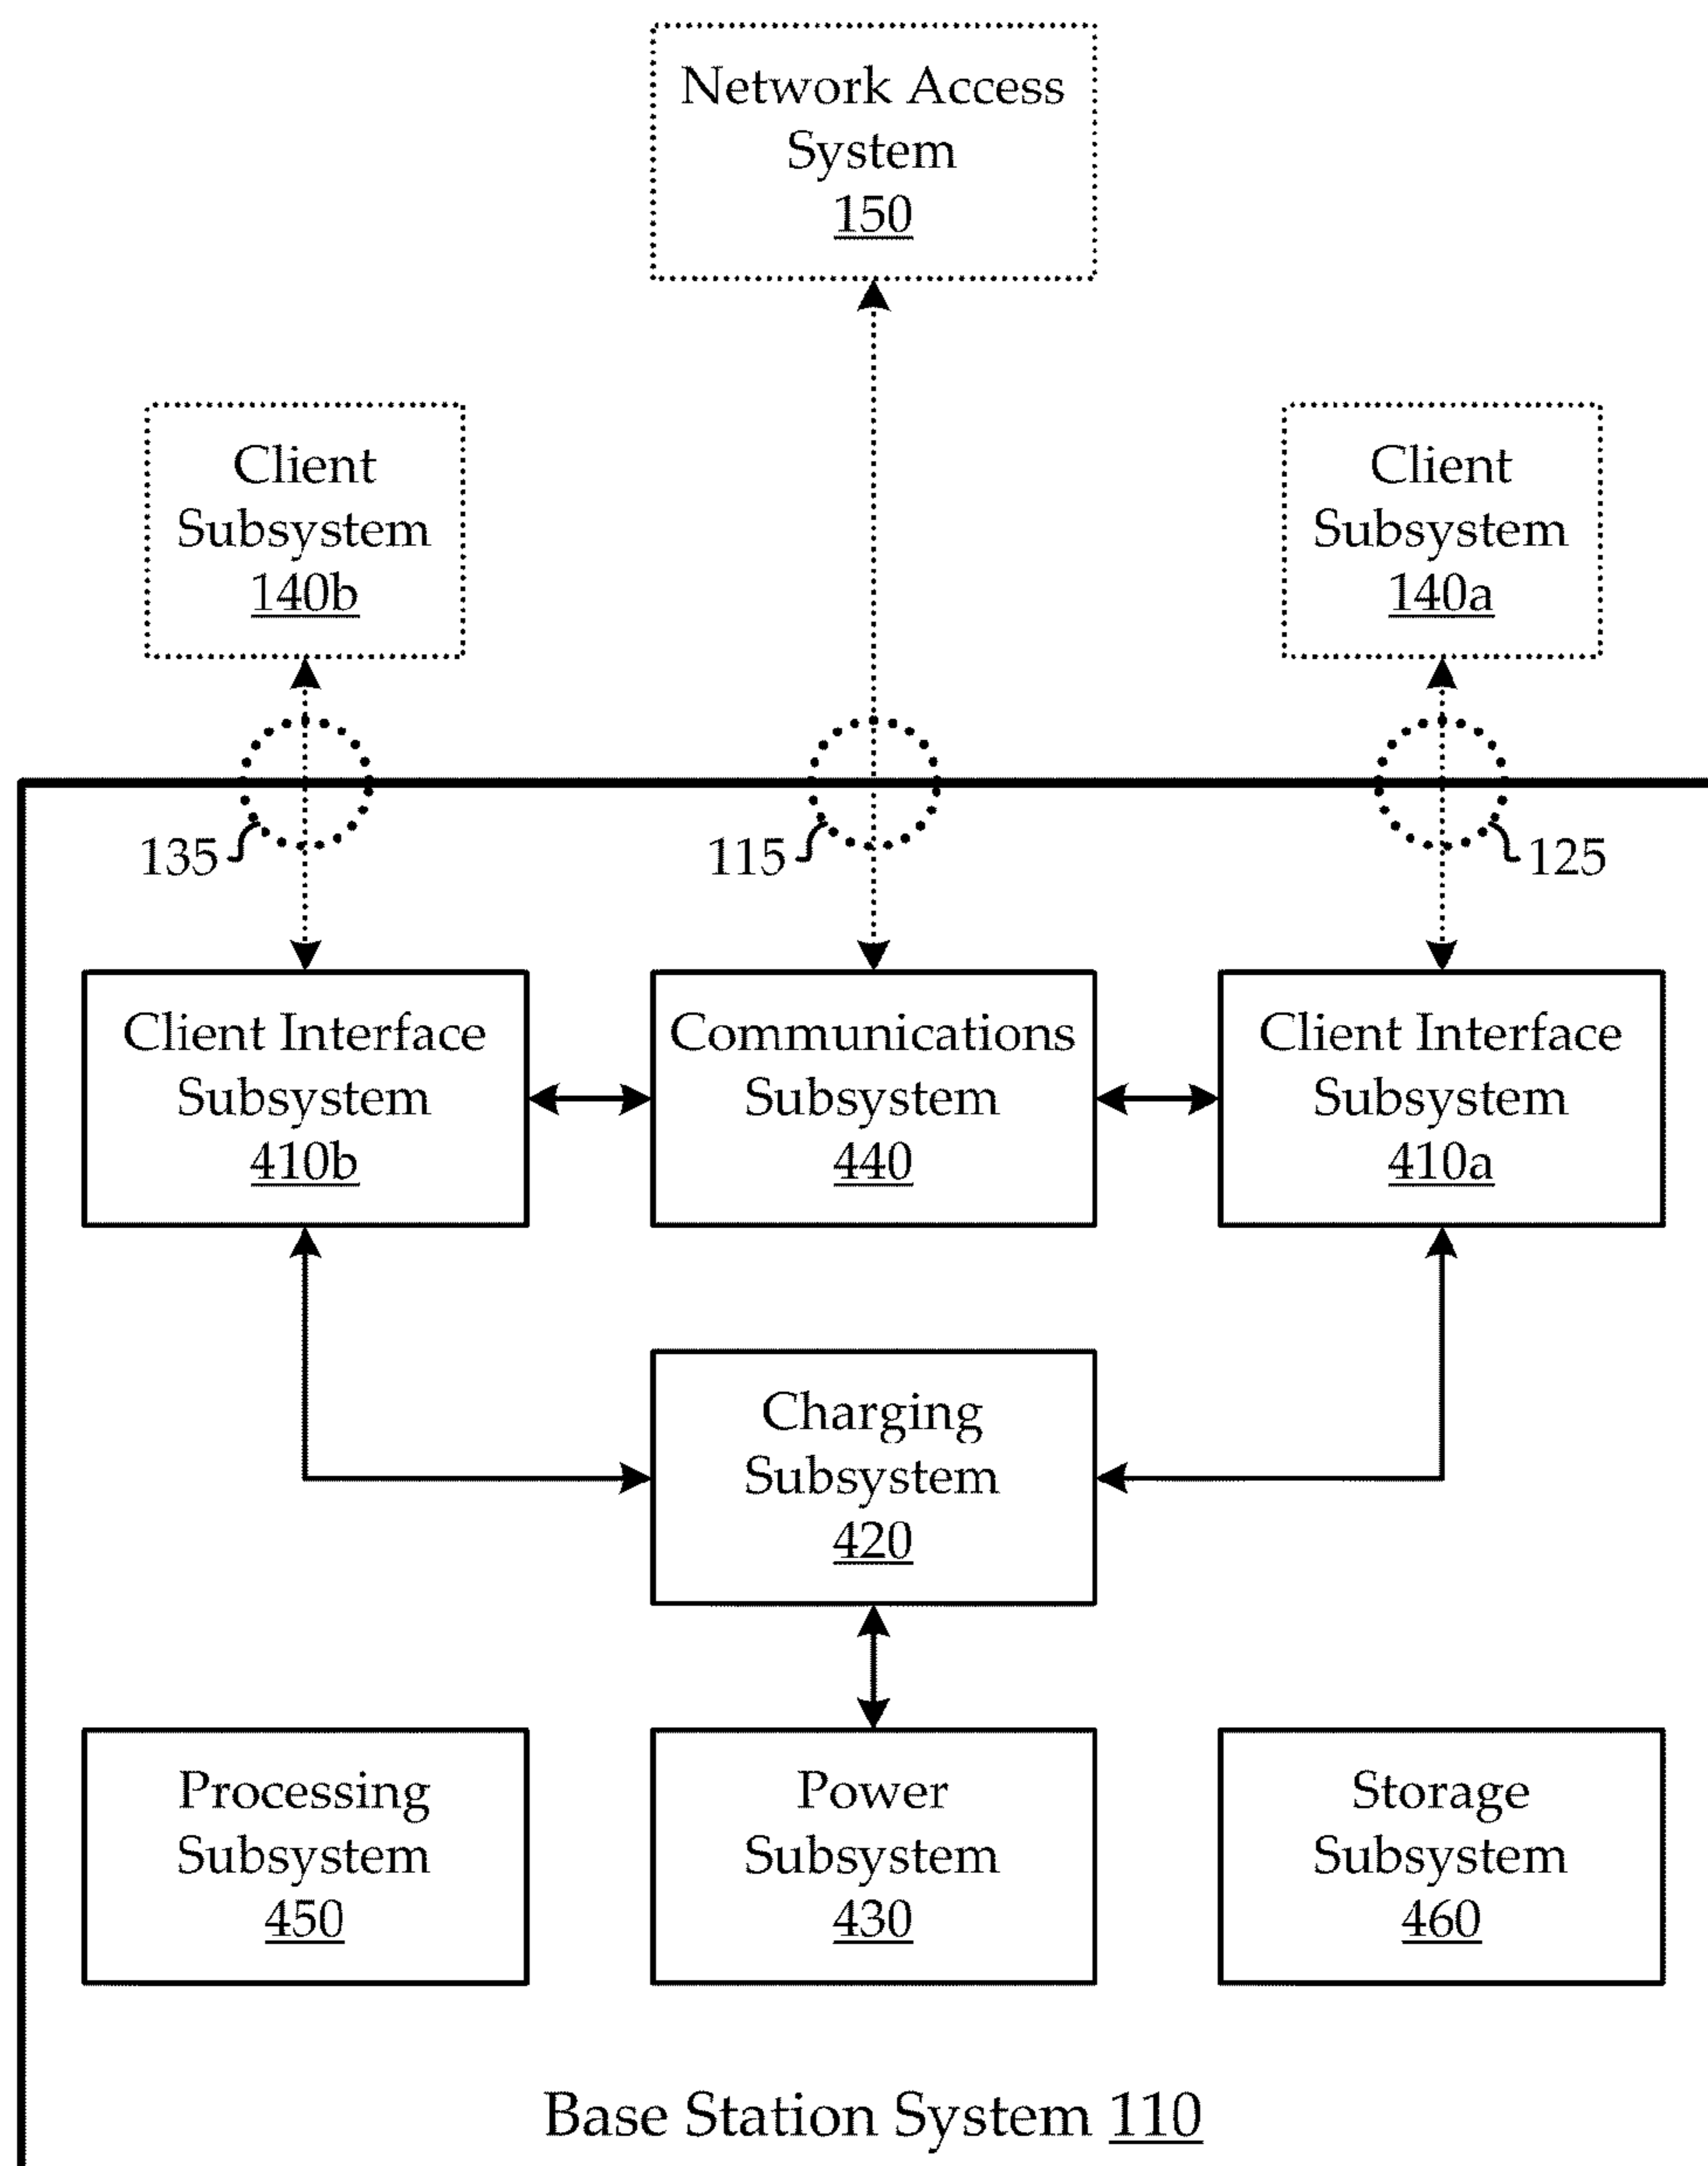 Network Access
System
150
Client
Subsystem
140b
Client
Subsystem
140a
135
115
125
Client Interface
Subsystem
410b
Communications
Subsystem
440
Client Interface
Subsystem
410a
Charging
Subsystem
420
Processing
Subsystem
450
Power
Subsystem
430
Storage
Subsystem
460
Base Station System 110